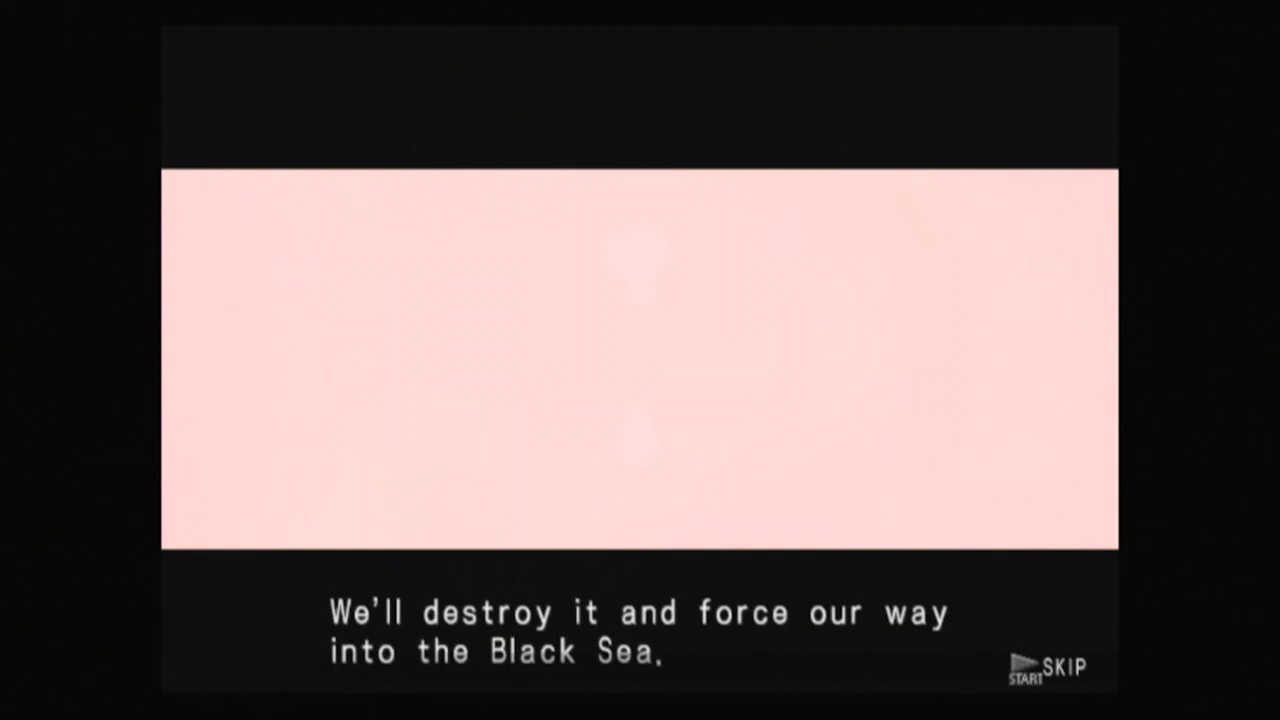 We'll destroy it and force our way
into the Black Sea.
START SKIP